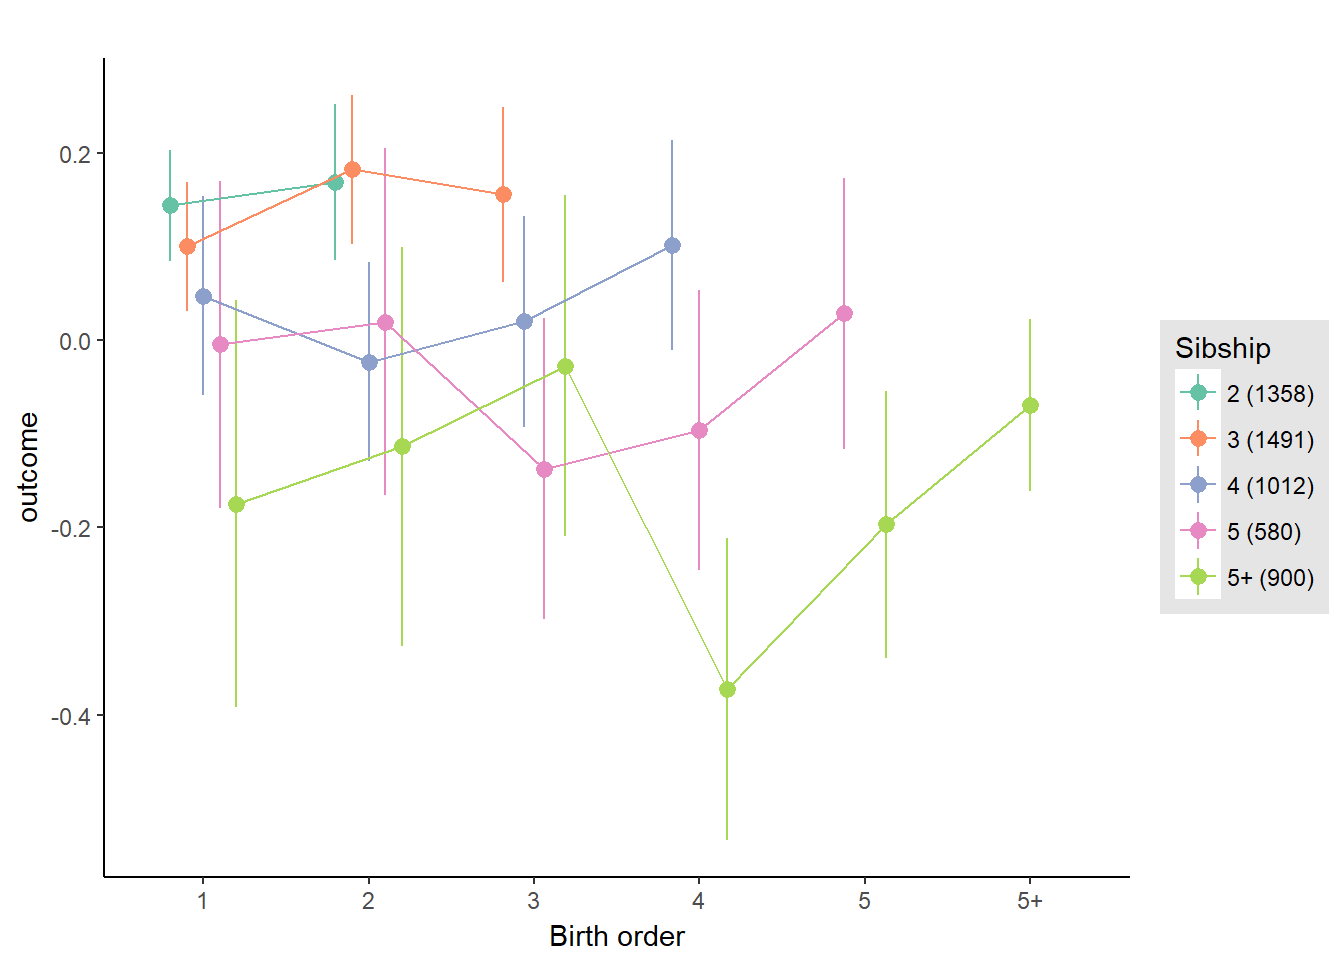 0.2
0.0
-0.2
-0.4
outcome
1 2 3 4 5 5+
Birth order
Sibship
2 (1358)
3 (1491)
4 (1012)
5 (580)
5+ (900)